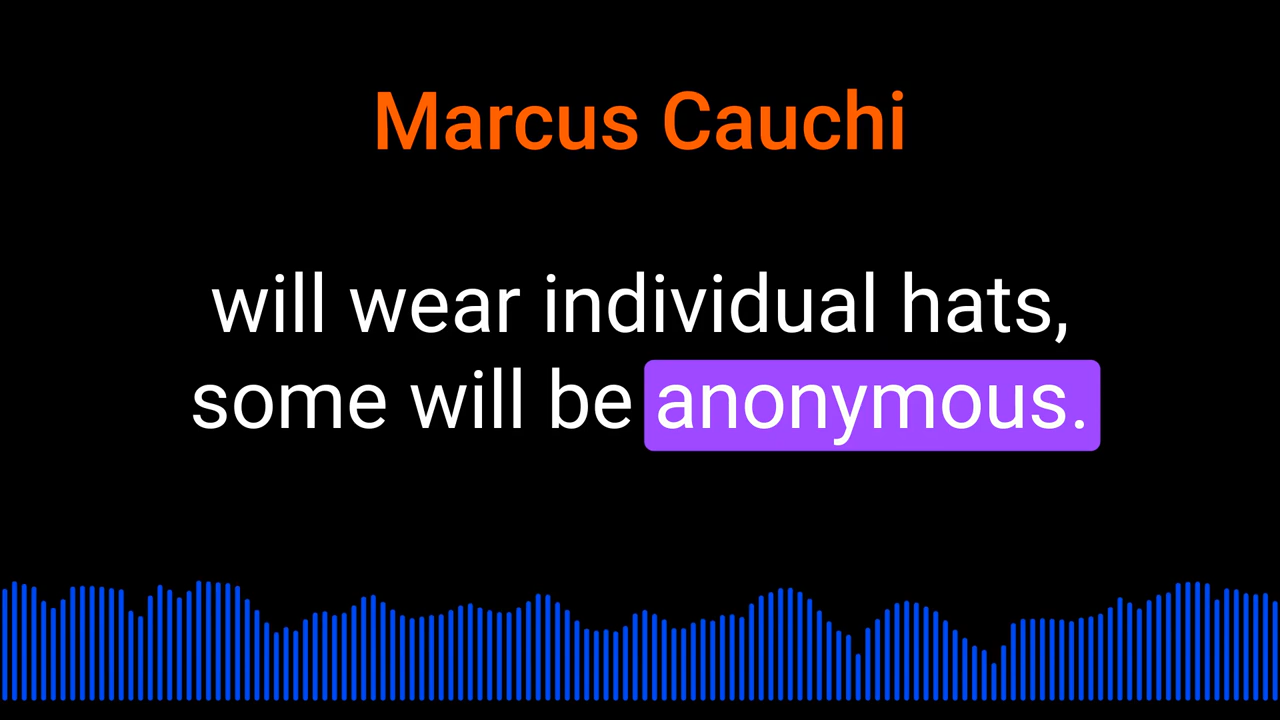 Marcus Cauchi
will wear individual hats,
some will be anonymous.